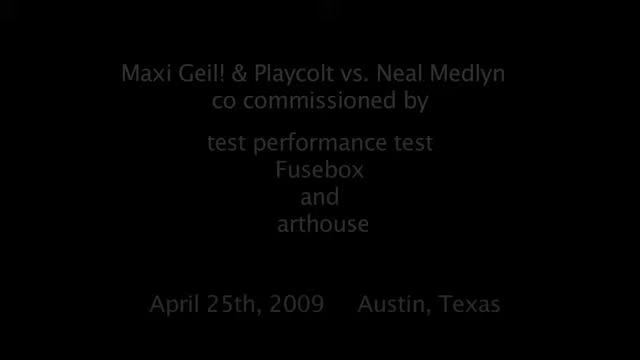 Maxi Geil! & Playcolt vs. Neal Medlyn
co commissioned by
test performance test
Fusebox
and
arthouse
April 25th, 2009 Austin, Texas